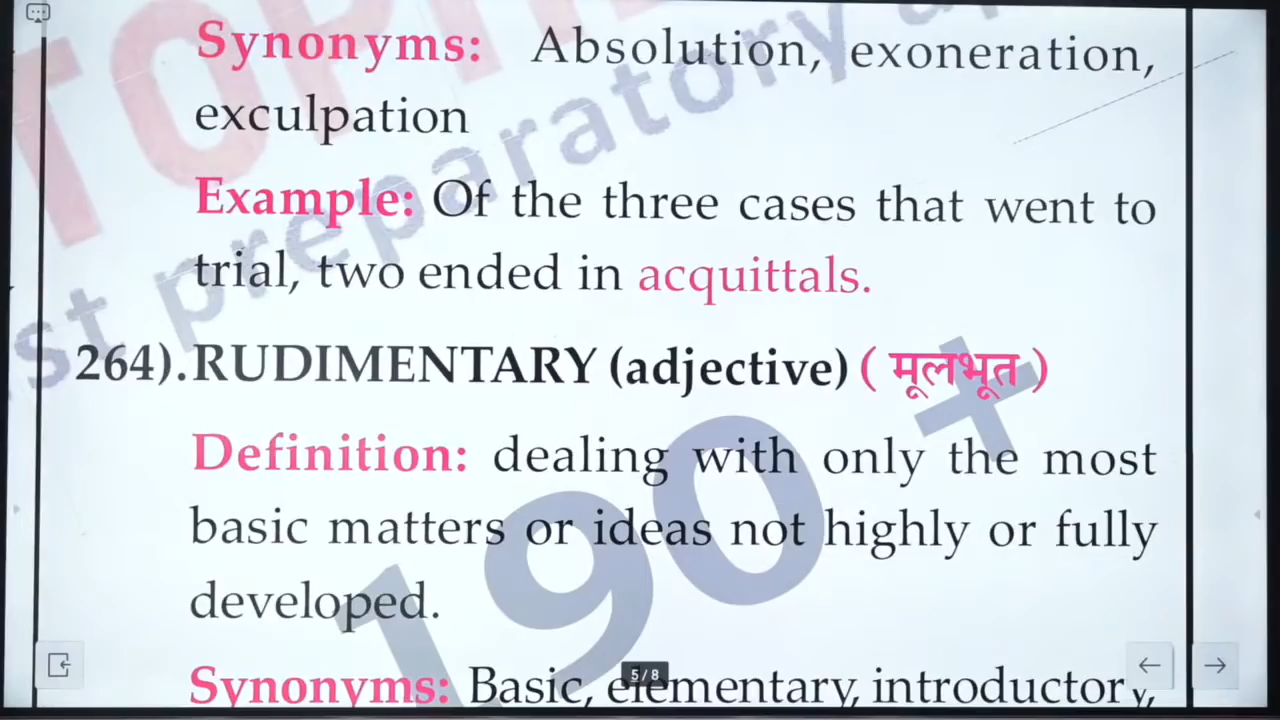 Synonyms: Absolution, exoneration,
exculpation
Example: Of the three cases that went to
trial, two ended in acquittals.
264).RUDIMENTARY (adjective) ( मूलभूत )
Definition: dealing with only the most
basic matters or ideas not highly or fully
developed.
Synonyms: Basic, elementary, introductory,
5/8
190 +
preparatory